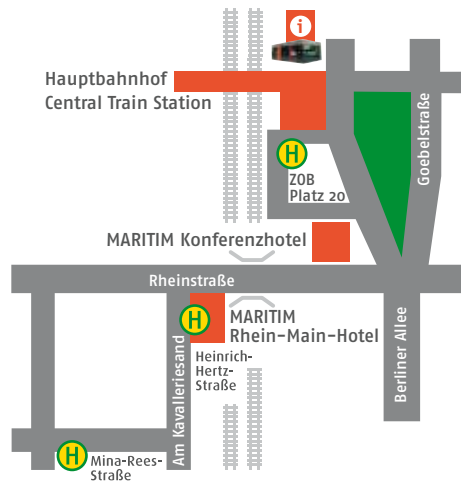 i
Hauptbahnhof
Central Train Station
Goebelstraße
H
ZOB
Platz 20
MARITIM Konferenzhotel
Rheinstraße
H
MARITIM
Rhein-Main-Hotel
Heinrich-
Hertz-
Straße
Am Kavalleriesand
Berliner Allee
H
Mina-Rees-
Straße